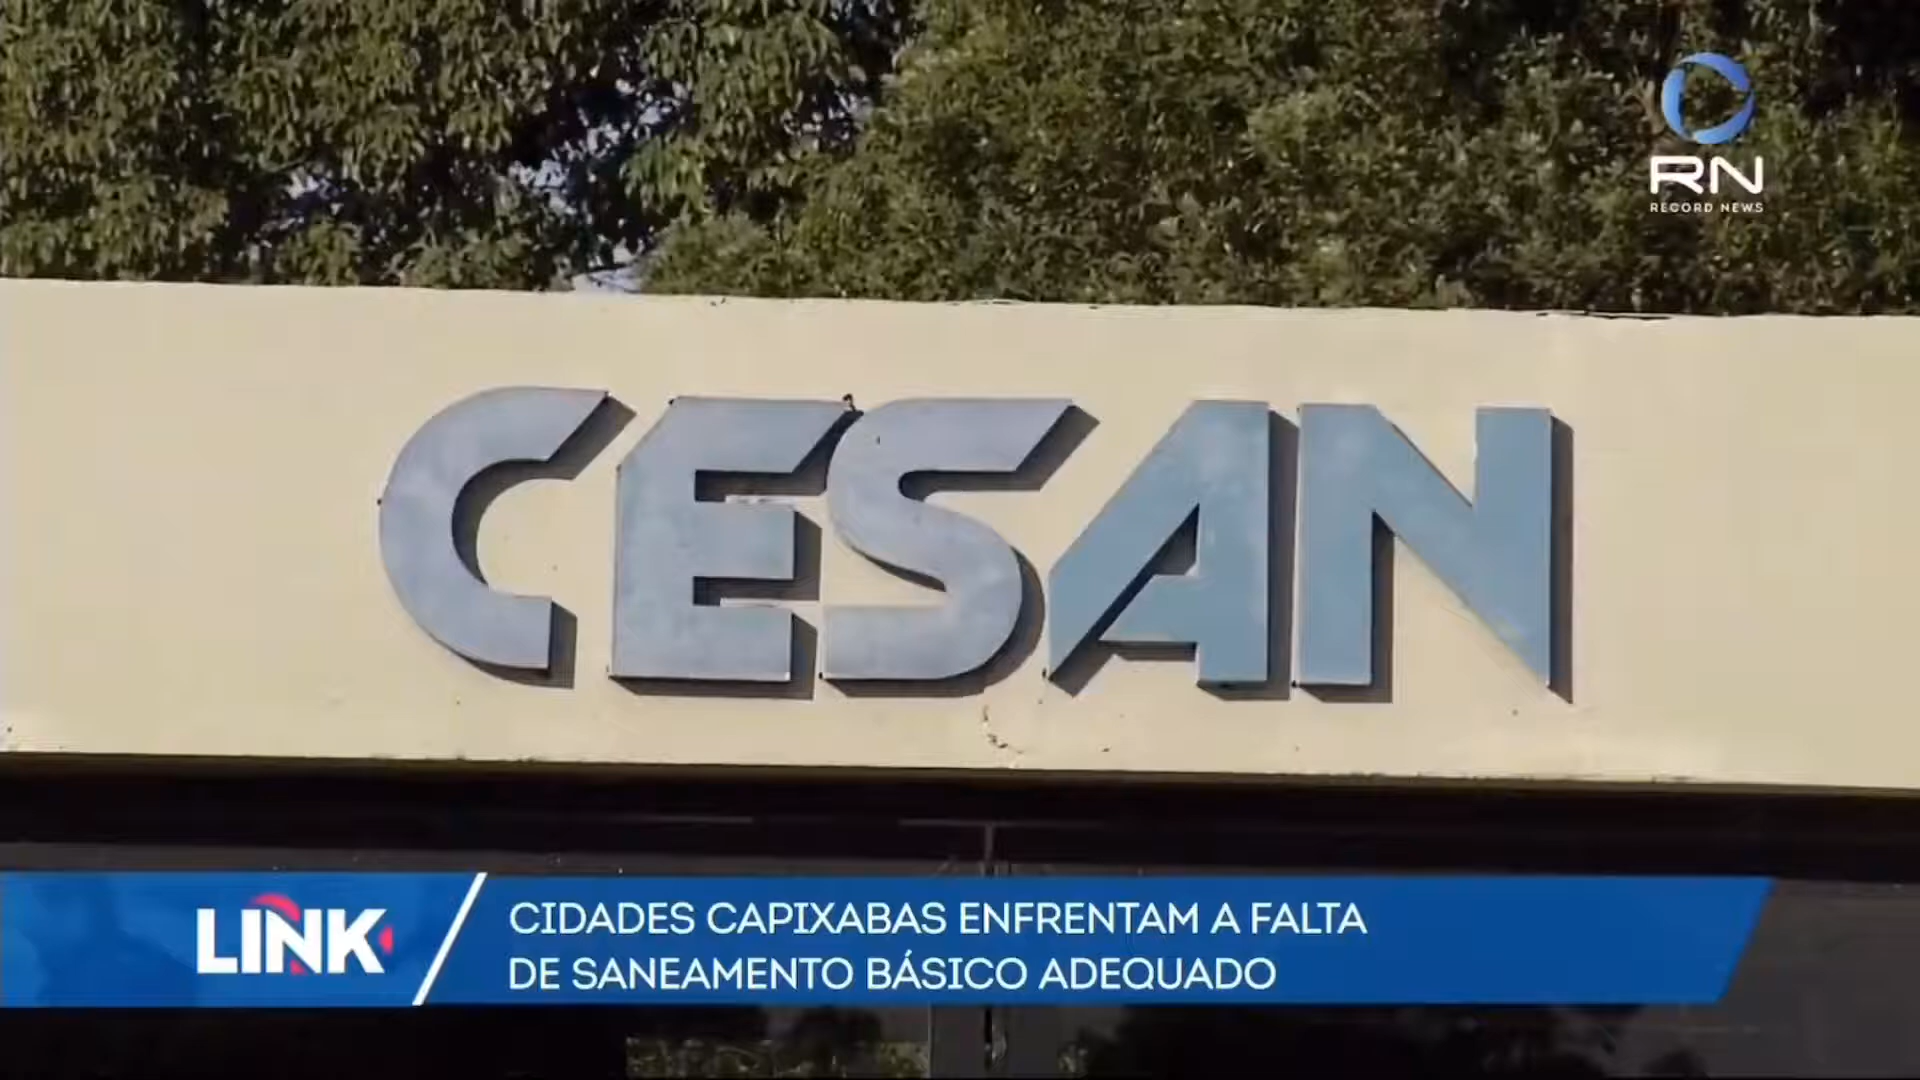 RN
RECORD NEWS
CESAN
LINK
CIDADES CAPIXABAS ENFRENTAM A FALTA
DE SANEAMENTO BÁSICO ADEQUADO